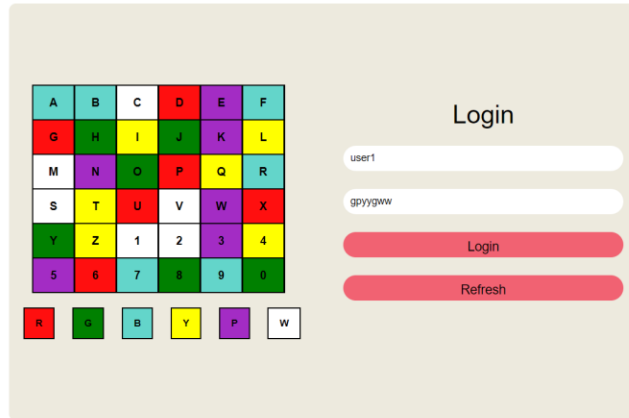 A B C D E F
G H I J K L
M N O P Q R
S T U V W X
Y Z 1 2 3 4
5 6 7 8 9 0
R G B Y P W
Login
user1
gpyygww
Login
Refresh